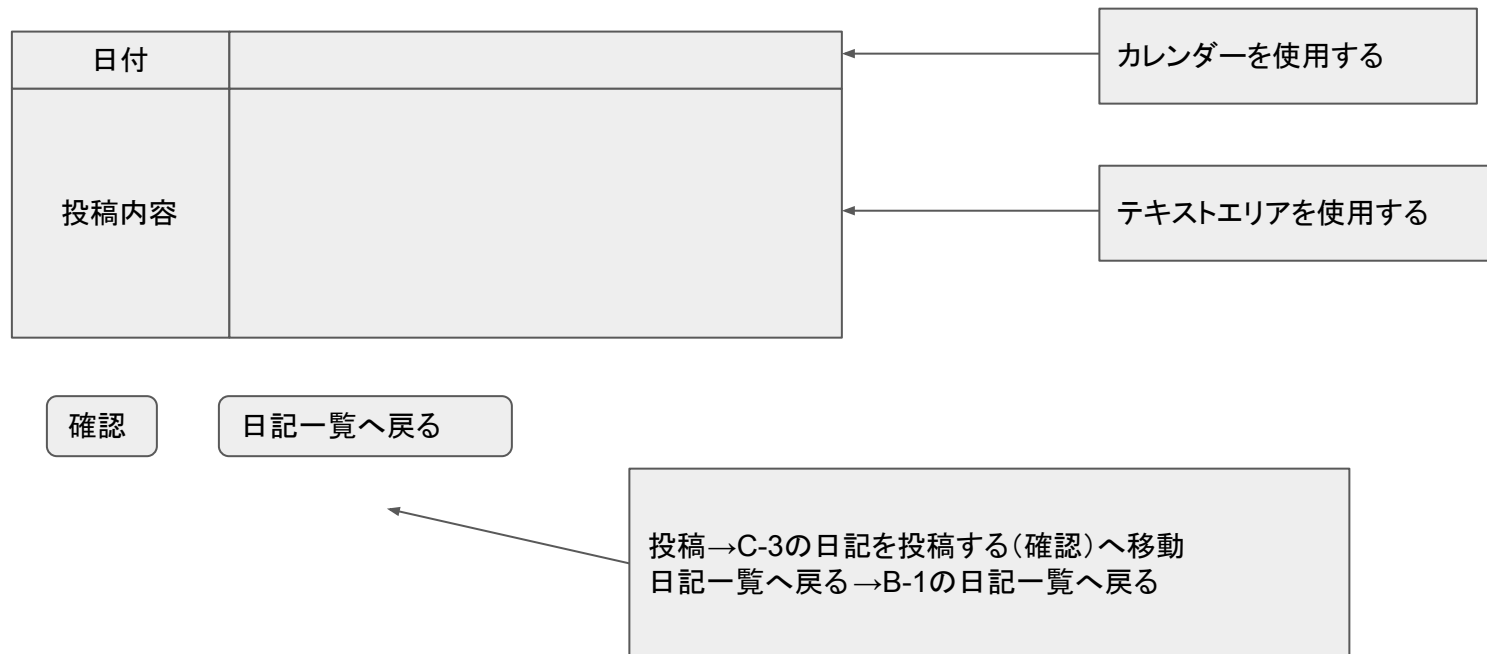 日付
カレンダーを使用する
投稿内容
テキストエリアを使用する
確認
日記一覧へ戻る
投稿→C-3の日記を投稿する（確認）へ移動
日記一覧へ戻る→B-1の日記一覧へ戻る